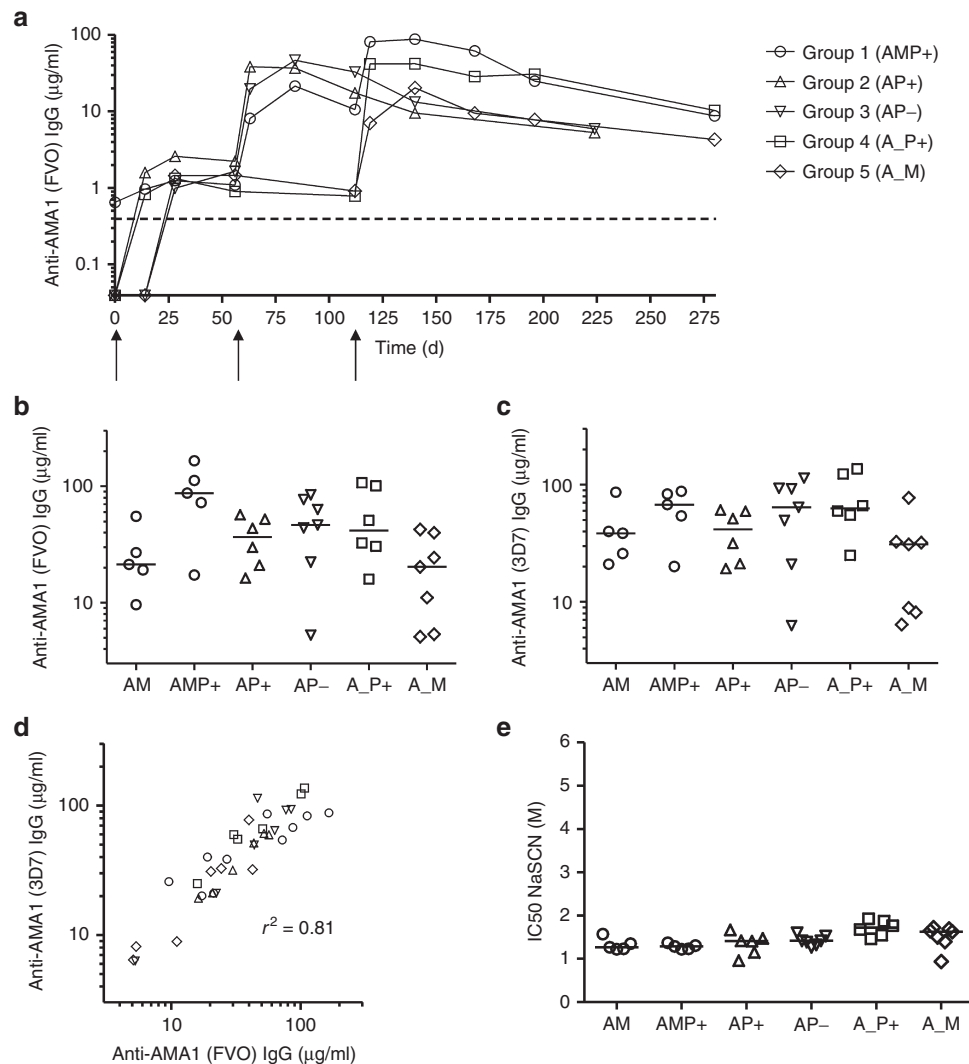 a
Anti-AMA1 (FVO) IgG (μg/ml)
100
10
1
0.1
0 25 50 75 100 125 150 175 200 225 250 275
Time (d)
Group 1 (AMP+)
Group 2 (AP+)
Group 3 (AP−)
Group 4 (A_P+)
Group 5 (A_M)
b
Anti-AMA1 (FVO) IgG (μg/ml)
100
10
AM AMP+ AP+ AP− A_P+ A_M
c
Anti-AMA1 (3D7) IgG (μg/ml)
100
10
AM AMP+ AP+ AP− A_P+ A_M
d
Anti-AMA1 (3D7) IgG (μg/ml)
100
10
r² = 0.81
10 100
Anti-AMA1 (FVO) IgG (μg/ml)
e
IC50 NaSCN (M)
6
5
4
3
2
1
0
AM AMP+ AP+ AP− A_P+ A_M